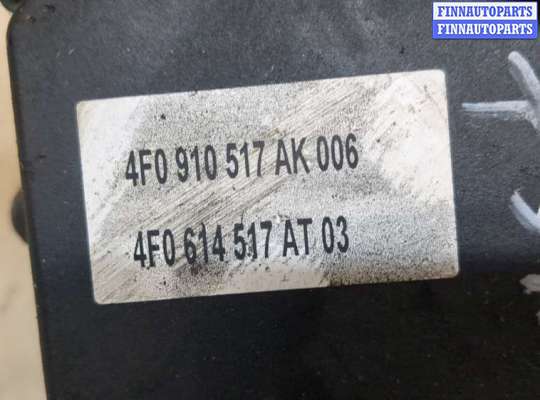 FINNAUTOPARTS
FINNAUTOPARTS
4F0 910 517 AK 006
4F0 614 517 AT 03